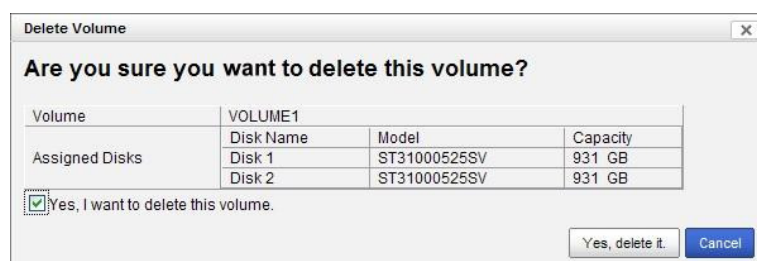 Delete Volume
Are you sure you want to delete this volume?
Volume VOLUME1
Disk Name Model Capacity
Assigned Disks
Disk 1 ST31000525SV 931 GB
Disk 2 ST31000525SV 931 GB
Yes, I want to delete this volume.
Yes, delete it. Cancel